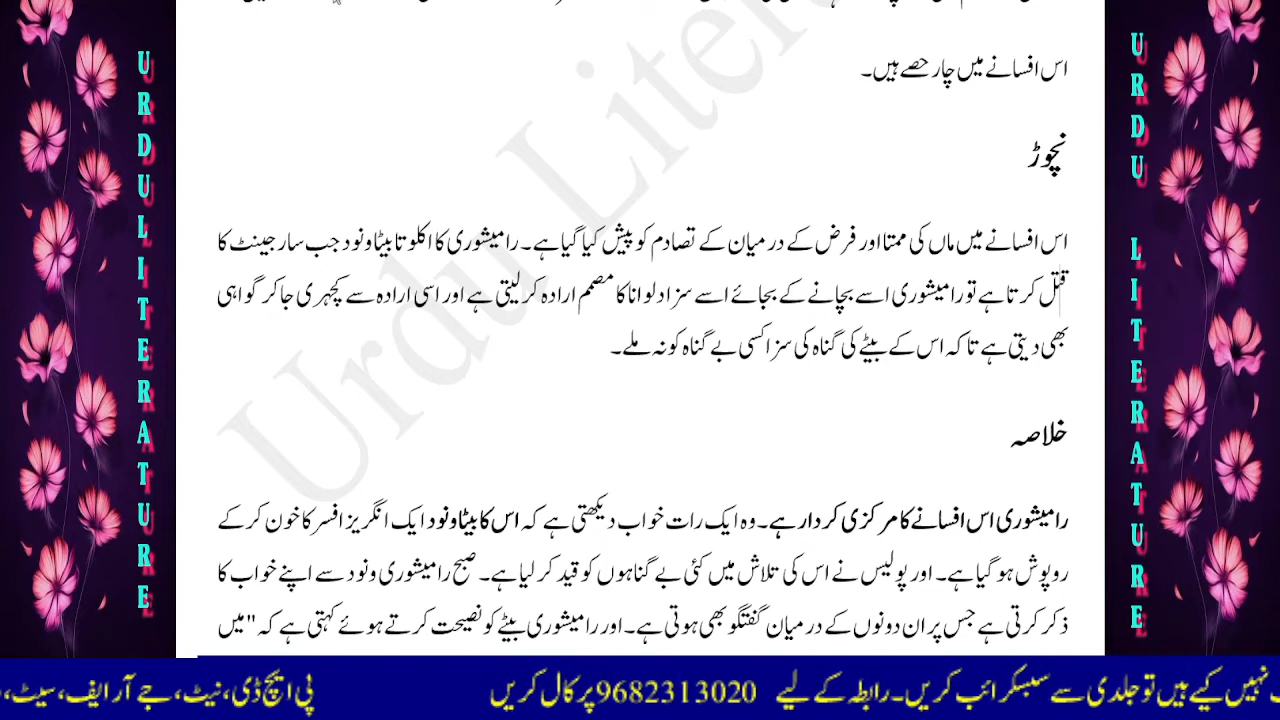 اس افسانے میں چار حصے ہیں۔
نچوڑ
اس افسانے میں ماں کی ممتا اور فرض کے درمیان کے تصادم کو پیش کیا گیا ہے۔ رامیشوری کا اکلوتا بیٹا ونود جب سارجینٹ کا
قتل کرتا ہے تو رامیشوری اسے بچانے کے بجائے اسے سزا دلوانا کا مصمم ارادہ کر لیتی ہے اور اسی ارادہ سے کچہری جا کر گواہی
بھی دیتی ہے تاکہ اس کے بیٹے کی گناہ کی سزا کسی بے گناہ کو نہ ملے۔
خلاصہ
رامیشوری اس افسانے کا مرکزی کردار ہے۔ وہ ایک رات خواب دیکھتی ہے کہ اس کا بیٹا ونود ایک انگریز افسر کا خون کر کے
روپوش ہو گیا ہے۔ اور پولیس نے اس کی تلاش میں کئی بے گناہوں کو قید کر لیا ہے۔ صبح رامیشوری ونود سے اپنے خواب کا
ذکر کرتی ہے جس پر ان دونوں کے درمیان گفتگو بھی ہوتی ہے۔ اور رامیشوری بیٹے کو نصیحت کرتے ہوئے کہتی ہے کہ "میں
نہیں کیے ہیں تو جلدی سے سبسکرائب کریں۔ رابطہ کے لیے 9682313020 پر کال کریں
پی ایچ ڈی، نیٹ، جے آر ایف، سیٹ،
URDU LITERATURE
URDU LITERATURE
Urdu Liter